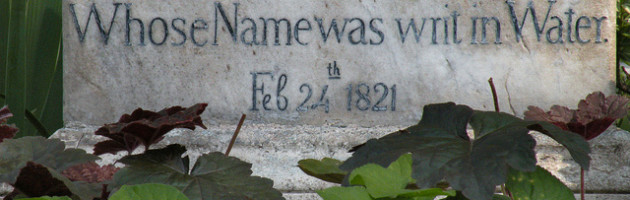 Whose Name was writ in Water.
Feb 24th 1821